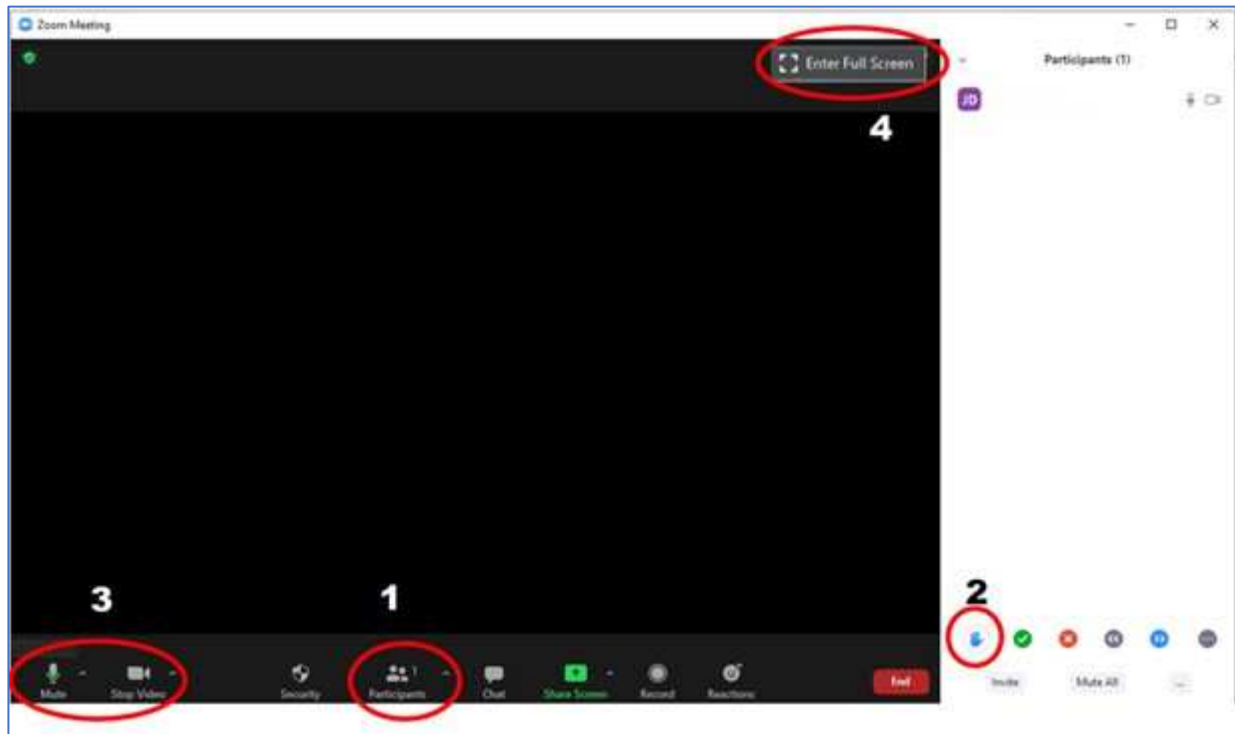 Zoom Meeting
Enter Full Screen
Participants (1)
JD
4
2
3
1
Mute
Stop Video
Security
Participants
1
Chat
Share Screen
Record
Reactions
End
Invite
Mute All
...